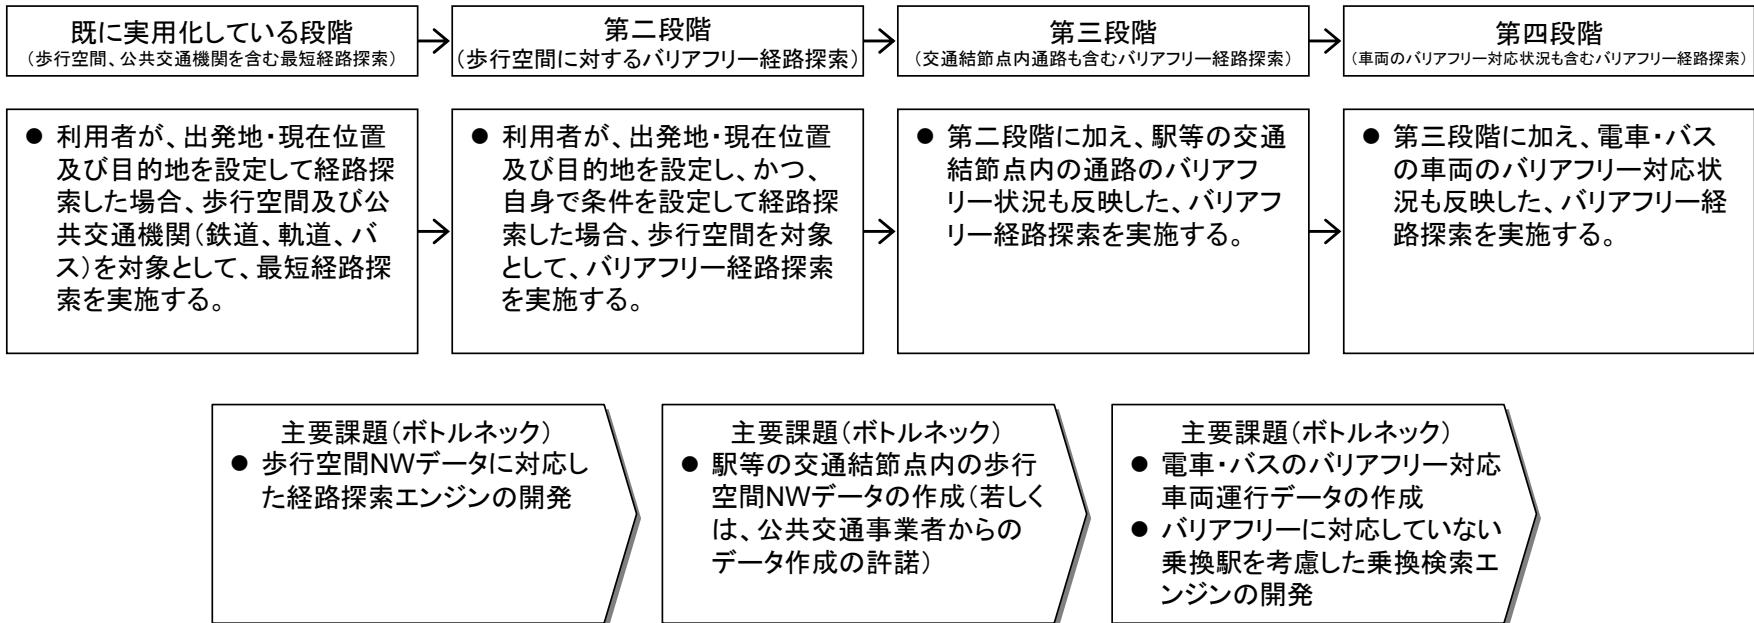 既に実用化している段階
(歩行空間、公共交通機関を含む最短経路探索)
第二段階
(歩行空間に対するバリアフリー経路探索)
第三段階
(交通結節点内通路も含むバリアフリー経路探索)
第四段階
(車両のバリアフリー対応状況も含むバリアフリー経路探索)
● 利用者が、出発地・現在位置
及び目的地を設定して経路探
索した場合、歩行空間及び公
共交通機関(鉄道、軌道、バ
ス)を対象として、最短経路探
索を実施する。
● 利用者が、出発地・現在位置
及び目的地を設定し、かつ、
自身で条件を設定して経路探
索した場合、歩行空間を対象
として、バリアフリー経路探索
を実施する。
● 第二段階に加え、駅等の交通
結節点内の通路のバリアフ
リー状況も反映した、バリアフ
リー経路探索を実施する。
● 第三段階に加え、電車・バス
の車両のバリアフリー対応状
況も反映した、バリアフリー経
路探索を実施する。
主要課題(ボトルネック)
● 歩行空間NWデータに対応し
た経路探索エンジンの開発
主要課題(ボトルネック)
● 駅等の交通結節点内の歩行
空間NWデータの作成(若しく
は、公共交通事業者からの
データ作成の許諾)
主要課題(ボトルネック)
● 電車・バスのバリアフリー対応
車両運行データの作成
● バリアフリーに対応していない
乗換駅を考慮した乗換検索エ
ンジンの開発